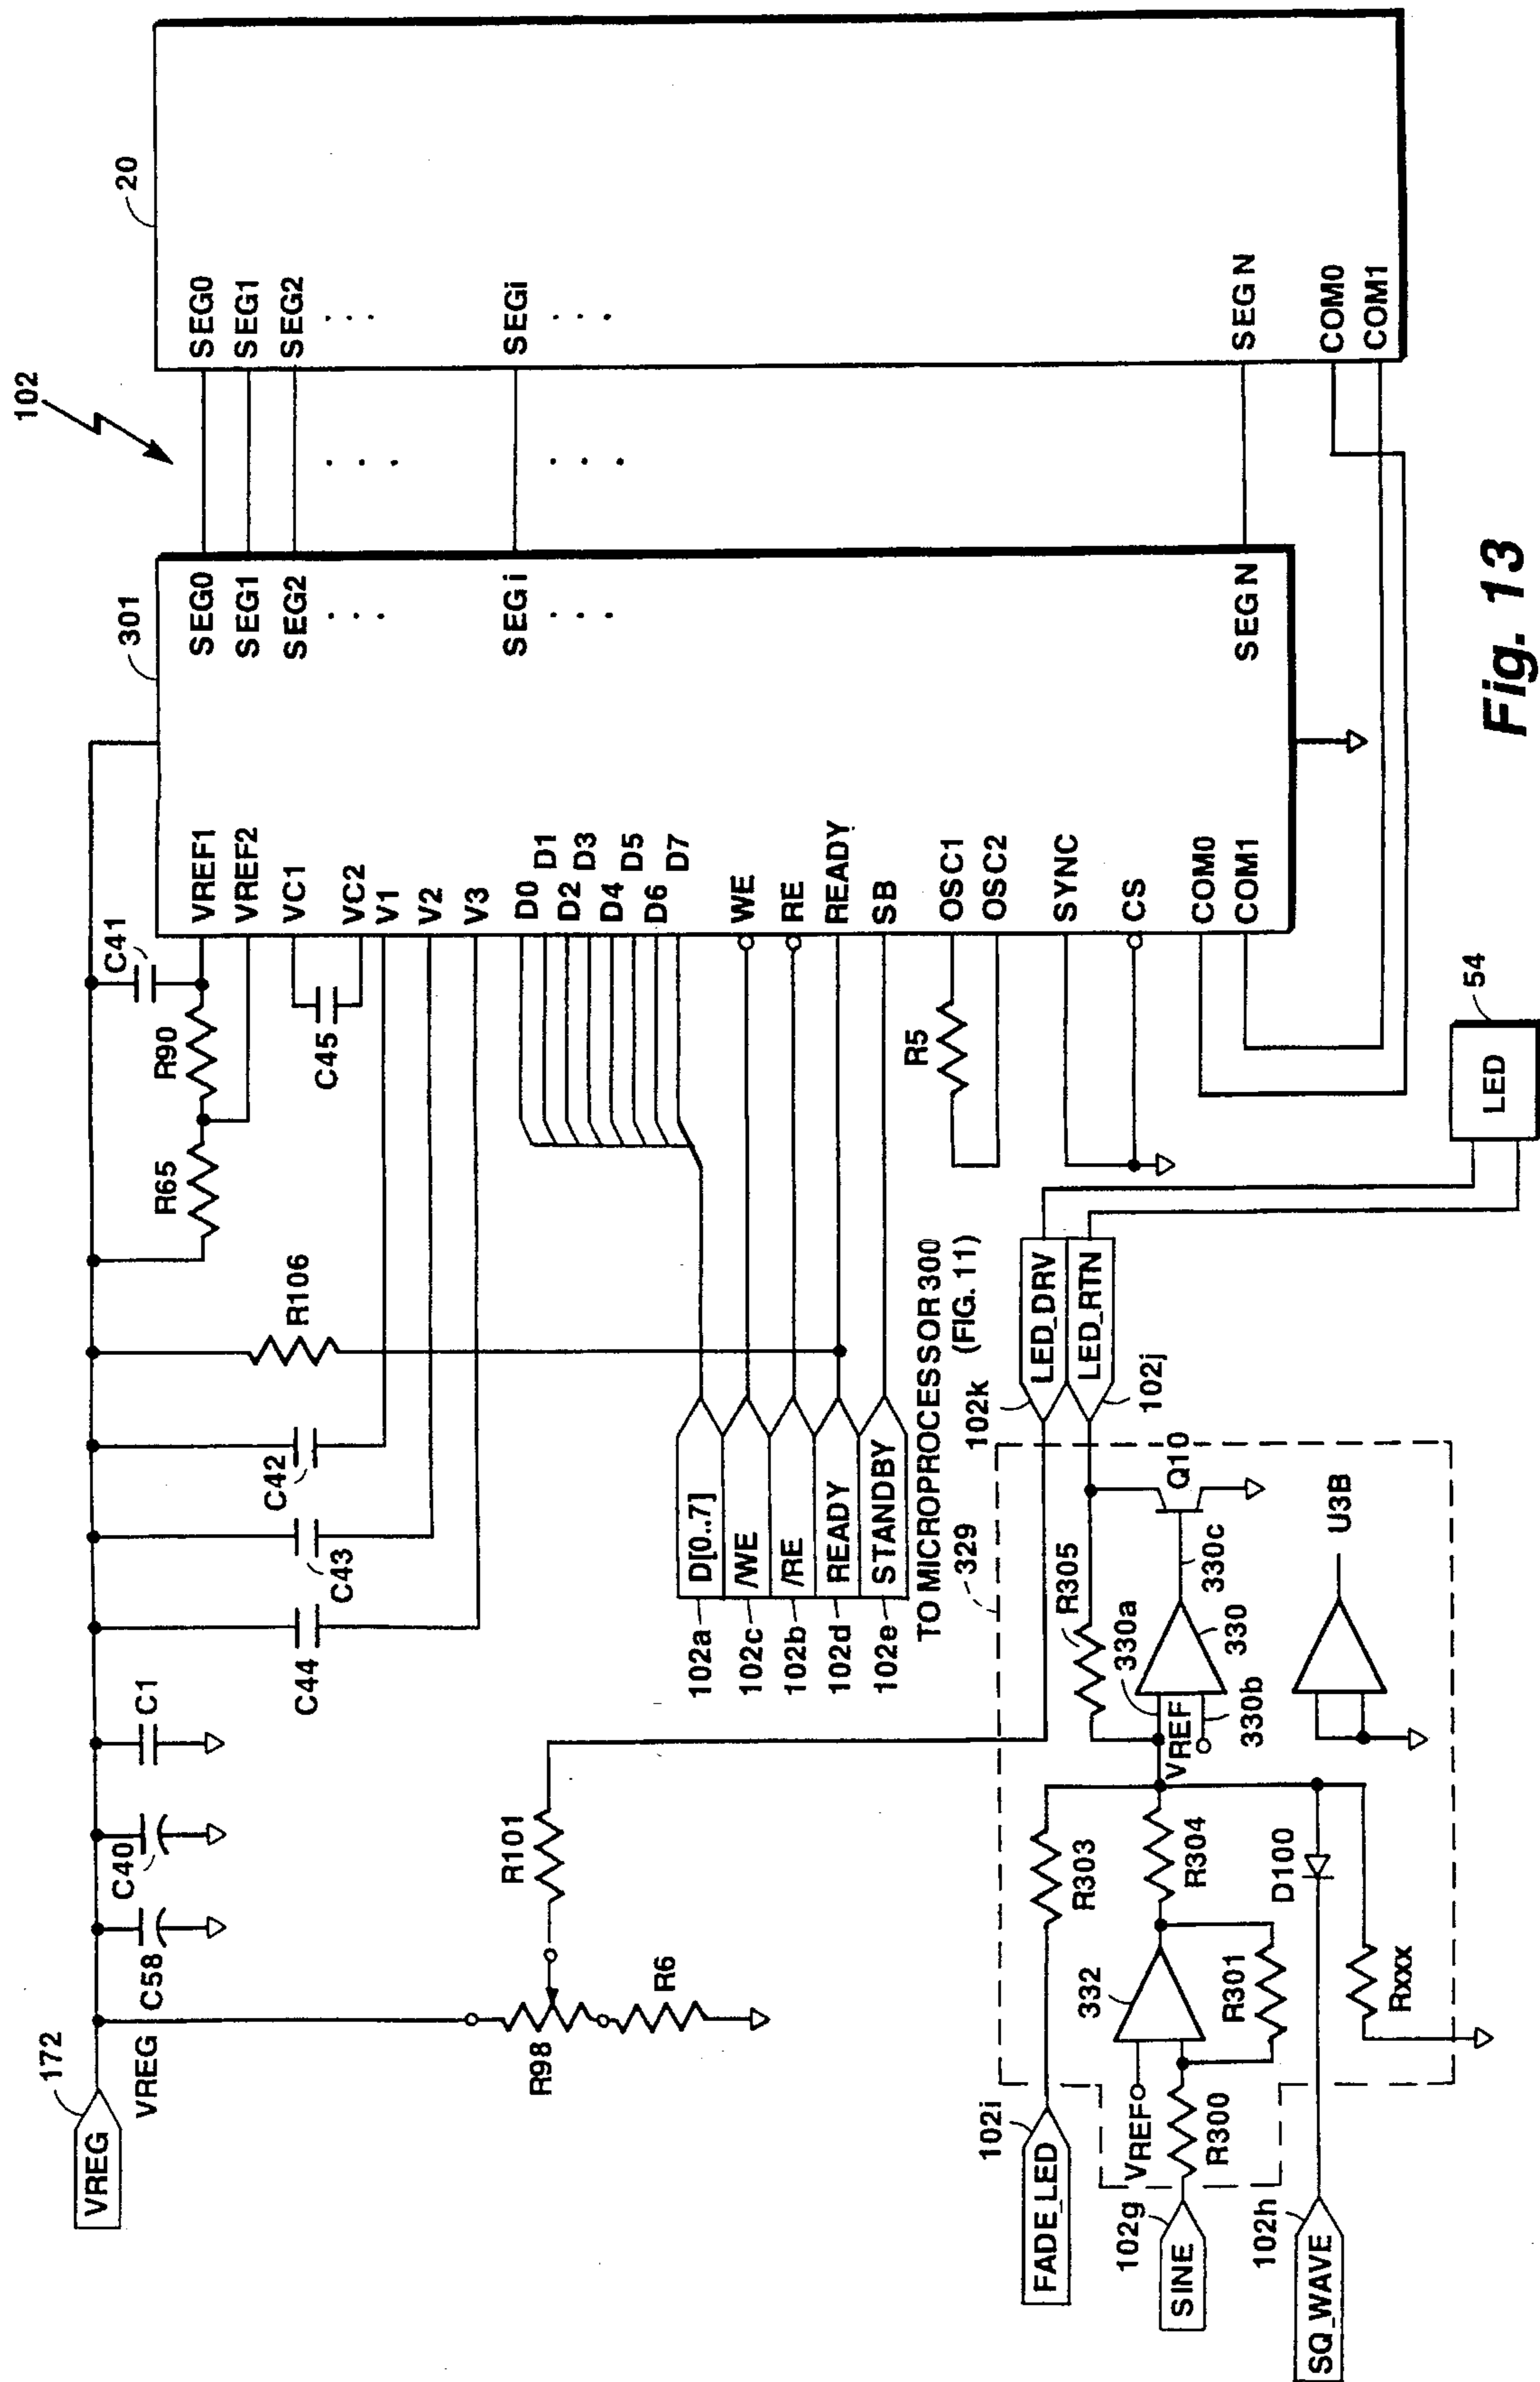 102
20
301
SEG0
SEG1
SEG2
. . .
SEGi
. . .
SEG N
COM0
COM1
SEG0
SEG1
SEG2
. . .
SEG i
. . .
SEG N
VREF1
VREF2
VC1
VC2
V1
V2
V3
D0
D1
D2
D3
D4
D5
D6
D7
WE
RE
READY
SB
OSC1
OSC2
SYNC
CS
COM0
COM1
C41
R90
R65
C45
R106
C42
C43
C44
C1
C40
C58
172
VREG
VREG
R5
102a
D[0..7]
102c
/WE
102b
/RE
102d
READY
102e
STANDBY
TO MICROPROCESSOR 300
(FIG. 11)
R98
R6
R101
102k
LED_DRV
LED_RTN
102j
LED
54
329
102i
FADE_LED
R303
R305
330a
Q10
330c
330
VREF
330b
332
R304
VREF
R300
R301
102g
SINE
D100
U3B
102h
SQ_WAVE
Rxxx
Fig. 13